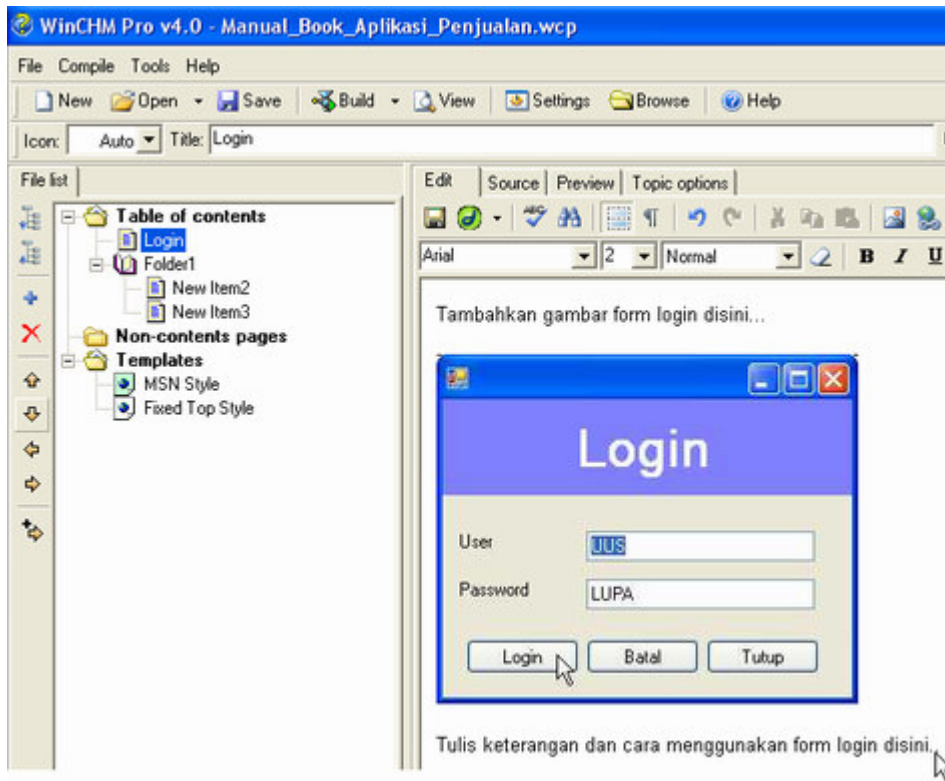 WinCHM Pro v4.0 - Manual_Book_Aplikasi_Penjualan.wcp
File Compile Tools Help
New Open Save Build View Settings Browse Help
Icon: Auto Title: Login
File list
Table of contents
Login
Folder1
New Item2
New Item3
Non-contents pages
Templates
MSN Style
Fixed Top Style
Edit Source Preview Topic options
ABC
Arial 2 Normal B I U
Tambahkan gambar form login disini...
Login
User UUS
Password LUPA
Login Batal Tutup
Tulis keterangan dan cara menggunakan form login disini.